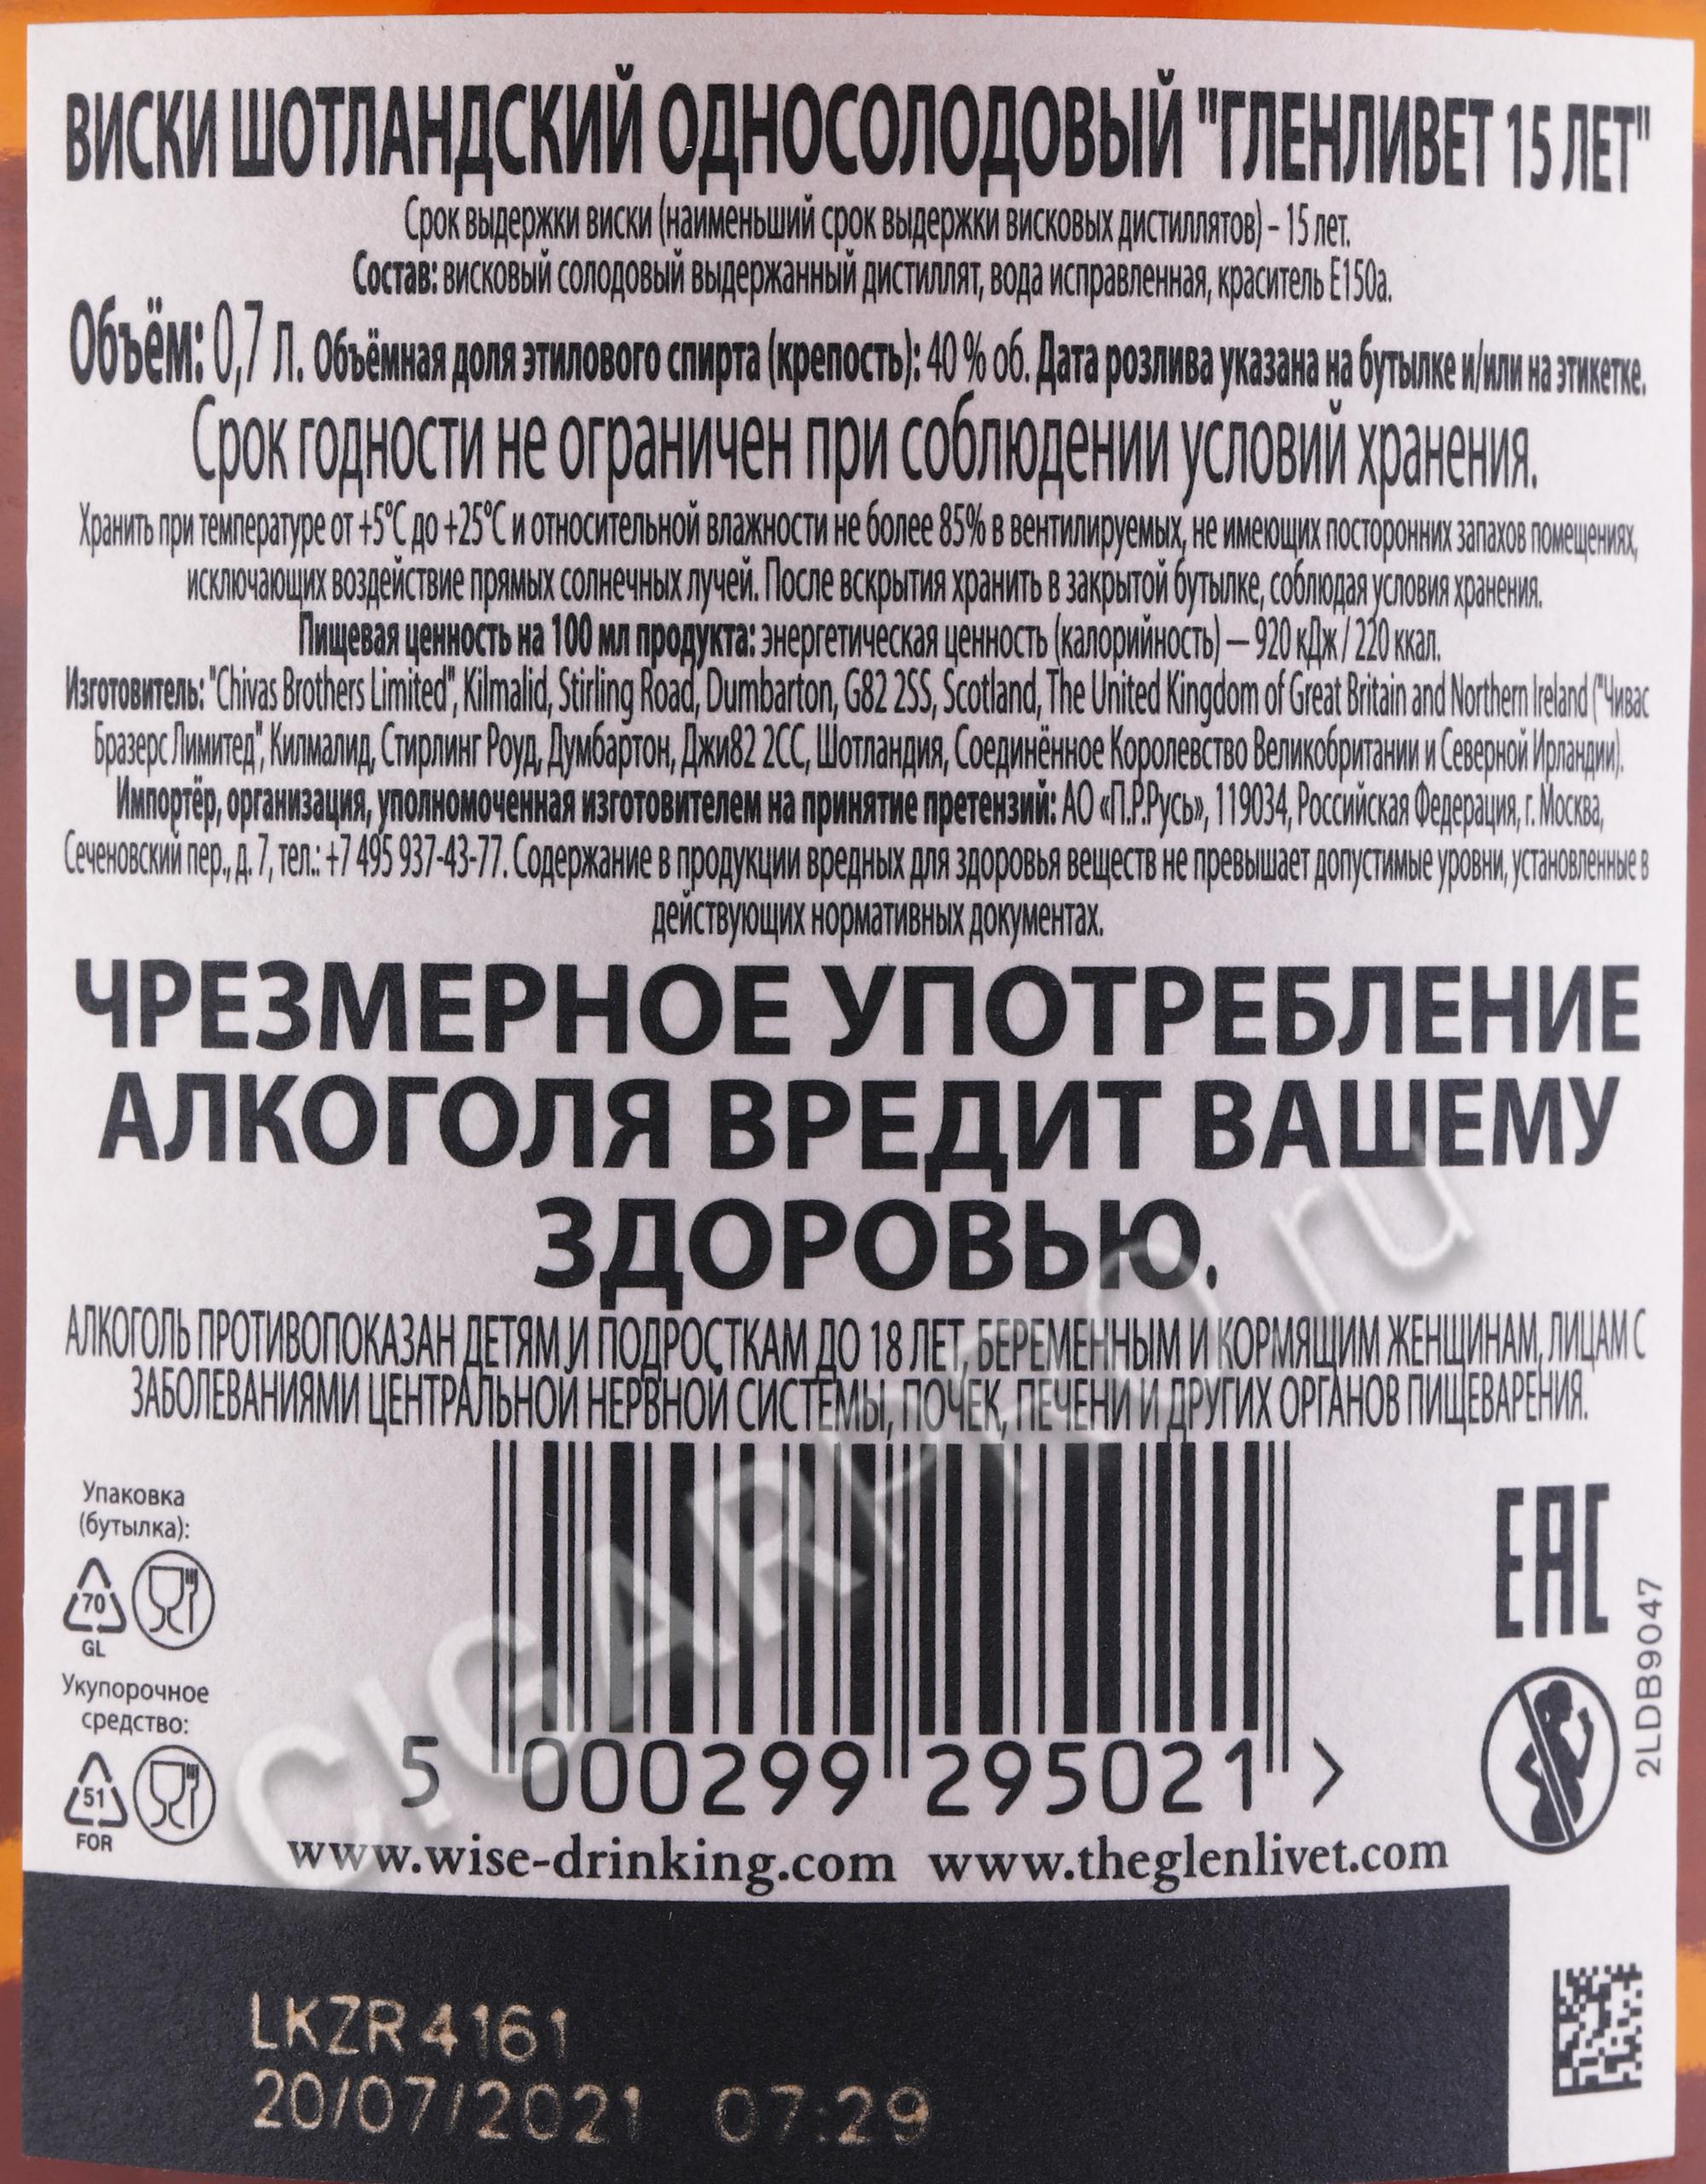 ВИСКИ ШОТЛАНДСКИЙ ОДНОСОЛОДОВЫЙ "ГЛЕНЛИВЕТ 15 ЛЕТ"
Срок выдержки виски (наименьший срок выдержки висковых дистиллятов) – 15 лет.
Состав: висковый солодовый выдержанный дистиллят, вода исправленная, краситель Е150а.
Объём: 0,7 л. Объёмная доля этилового спирта (крепость): 40 % об. Дата розлива указана на бутылке и/или на этикетке.
Срок годности не ограничен при соблюдении условий хранения.
Хранить при температуре от +5°С до +25°С и относительной влажности не более 85% в вентилируемых, не имеющих посторонних запахов помещениях,
исключающих воздействие прямых солнечных лучей. После вскрытия хранить в закрытой бутылке, соблюдая условия хранения.
Пищевая ценность на 100 мл продукта: энергетическая ценность (калорийность) — 920 кДж / 220 ккал.
Изготовитель: "Chivas Brothers Limited", Kilmalid, Stirling Road, Dumbarton, G82 2SS, Scotland, The United Kingdom of Great Britain and Northern Ireland ("Чивас
Бразерс Лимитед", Килмалид, Стирлинг Роуд, Думбартон, Джи82 2СС, Шотландия, Соединённое Королевство Великобритании и Северной Ирландии).
Импортёр, организация, уполномоченная изготовителем на принятие претензий: АО «П.Р.Русь», 119034, Российская Федерация, г. Москва,
Сеченовский пер., д. 7, тел.: +7 495 937-43-77. Содержание в продукции вредных для здоровья веществ не превышает допустимые уровни, установленные в
действующих нормативных документах.
ЧРЕЗМЕРНОЕ УПОТРЕБЛЕНИЕ
АЛКОГОЛЯ ВРЕДИТ ВАШЕМУ
ЗДОРОВЬЮ.
АЛКОГОЛЬ ПРОТИВОПОКАЗАН ДЕТЯМ И ПОДРОСТКАМ ДО 18 ЛЕТ, БЕРЕМЕННЫМ И КОРМЯЩИМ ЖЕНЩИНАМ, ЛИЦАМ С
ЗАБОЛЕВАНИЯМИ ЦЕНТРАЛЬНОЙ НЕРВНОЙ СИСТЕМЫ, ПОЧЕК, ПЕЧЕНИ И ДРУГИХ ОРГАНОВ ПИЩЕВАРЕНИЯ.
Упаковка
(бутылка):
70
GL
Укупорочное
средство:
51
FOR
5 000299 295021 >
EAC
2LDB9047
CIGARPRO.ru
www.wise-drinking.com www.theglenlivet.com
LKZR4161
20/07/2021 07:29